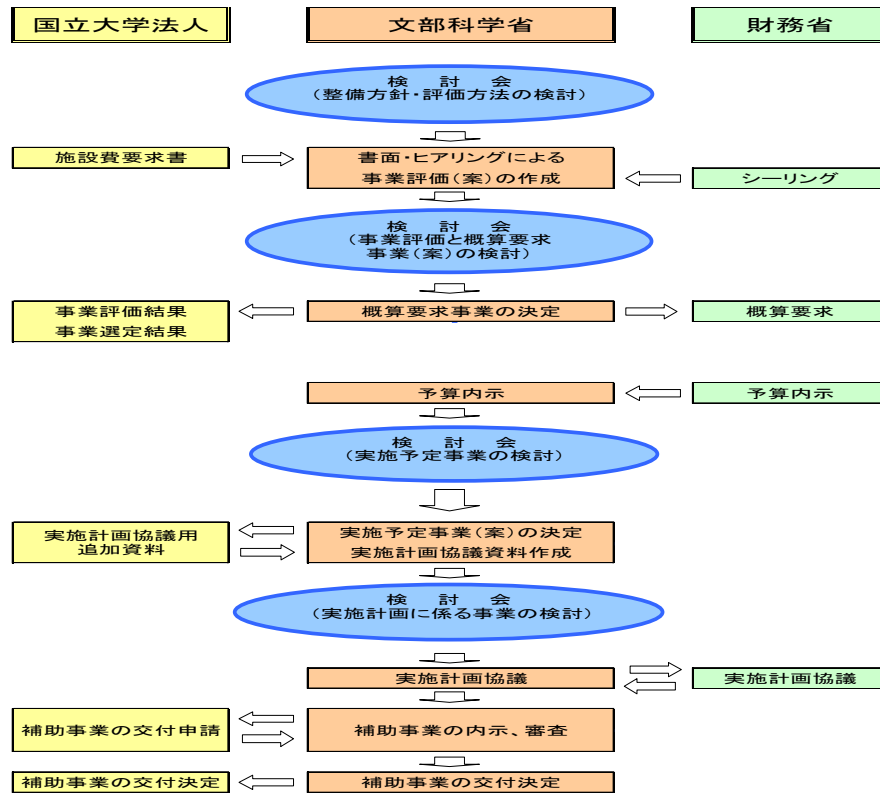 国立大学法人
文部科学省
財務省
検　討　会
(整備方針・評価方法の検討)
施設費要求書
書面・ヒアリングによる
事業評価(案)の作成
シーリング
検　討　会
(事業評価と概算要求
事業(案)の検討)
事業評価結果
事業選定結果
概算要求事業の決定
概算要求
予算内示
予算内示
検　討　会
(実施予定事業の検討)
実施計画協議用
追加資料
実施予定事業(案)の決定
実施計画協議資料作成
検　討　会
(実施計画に係る事業の検討)
実施計画協議
実施計画協議
補助事業の交付申請
補助事業の内示、審査
補助事業の交付決定
補助事業の交付決定